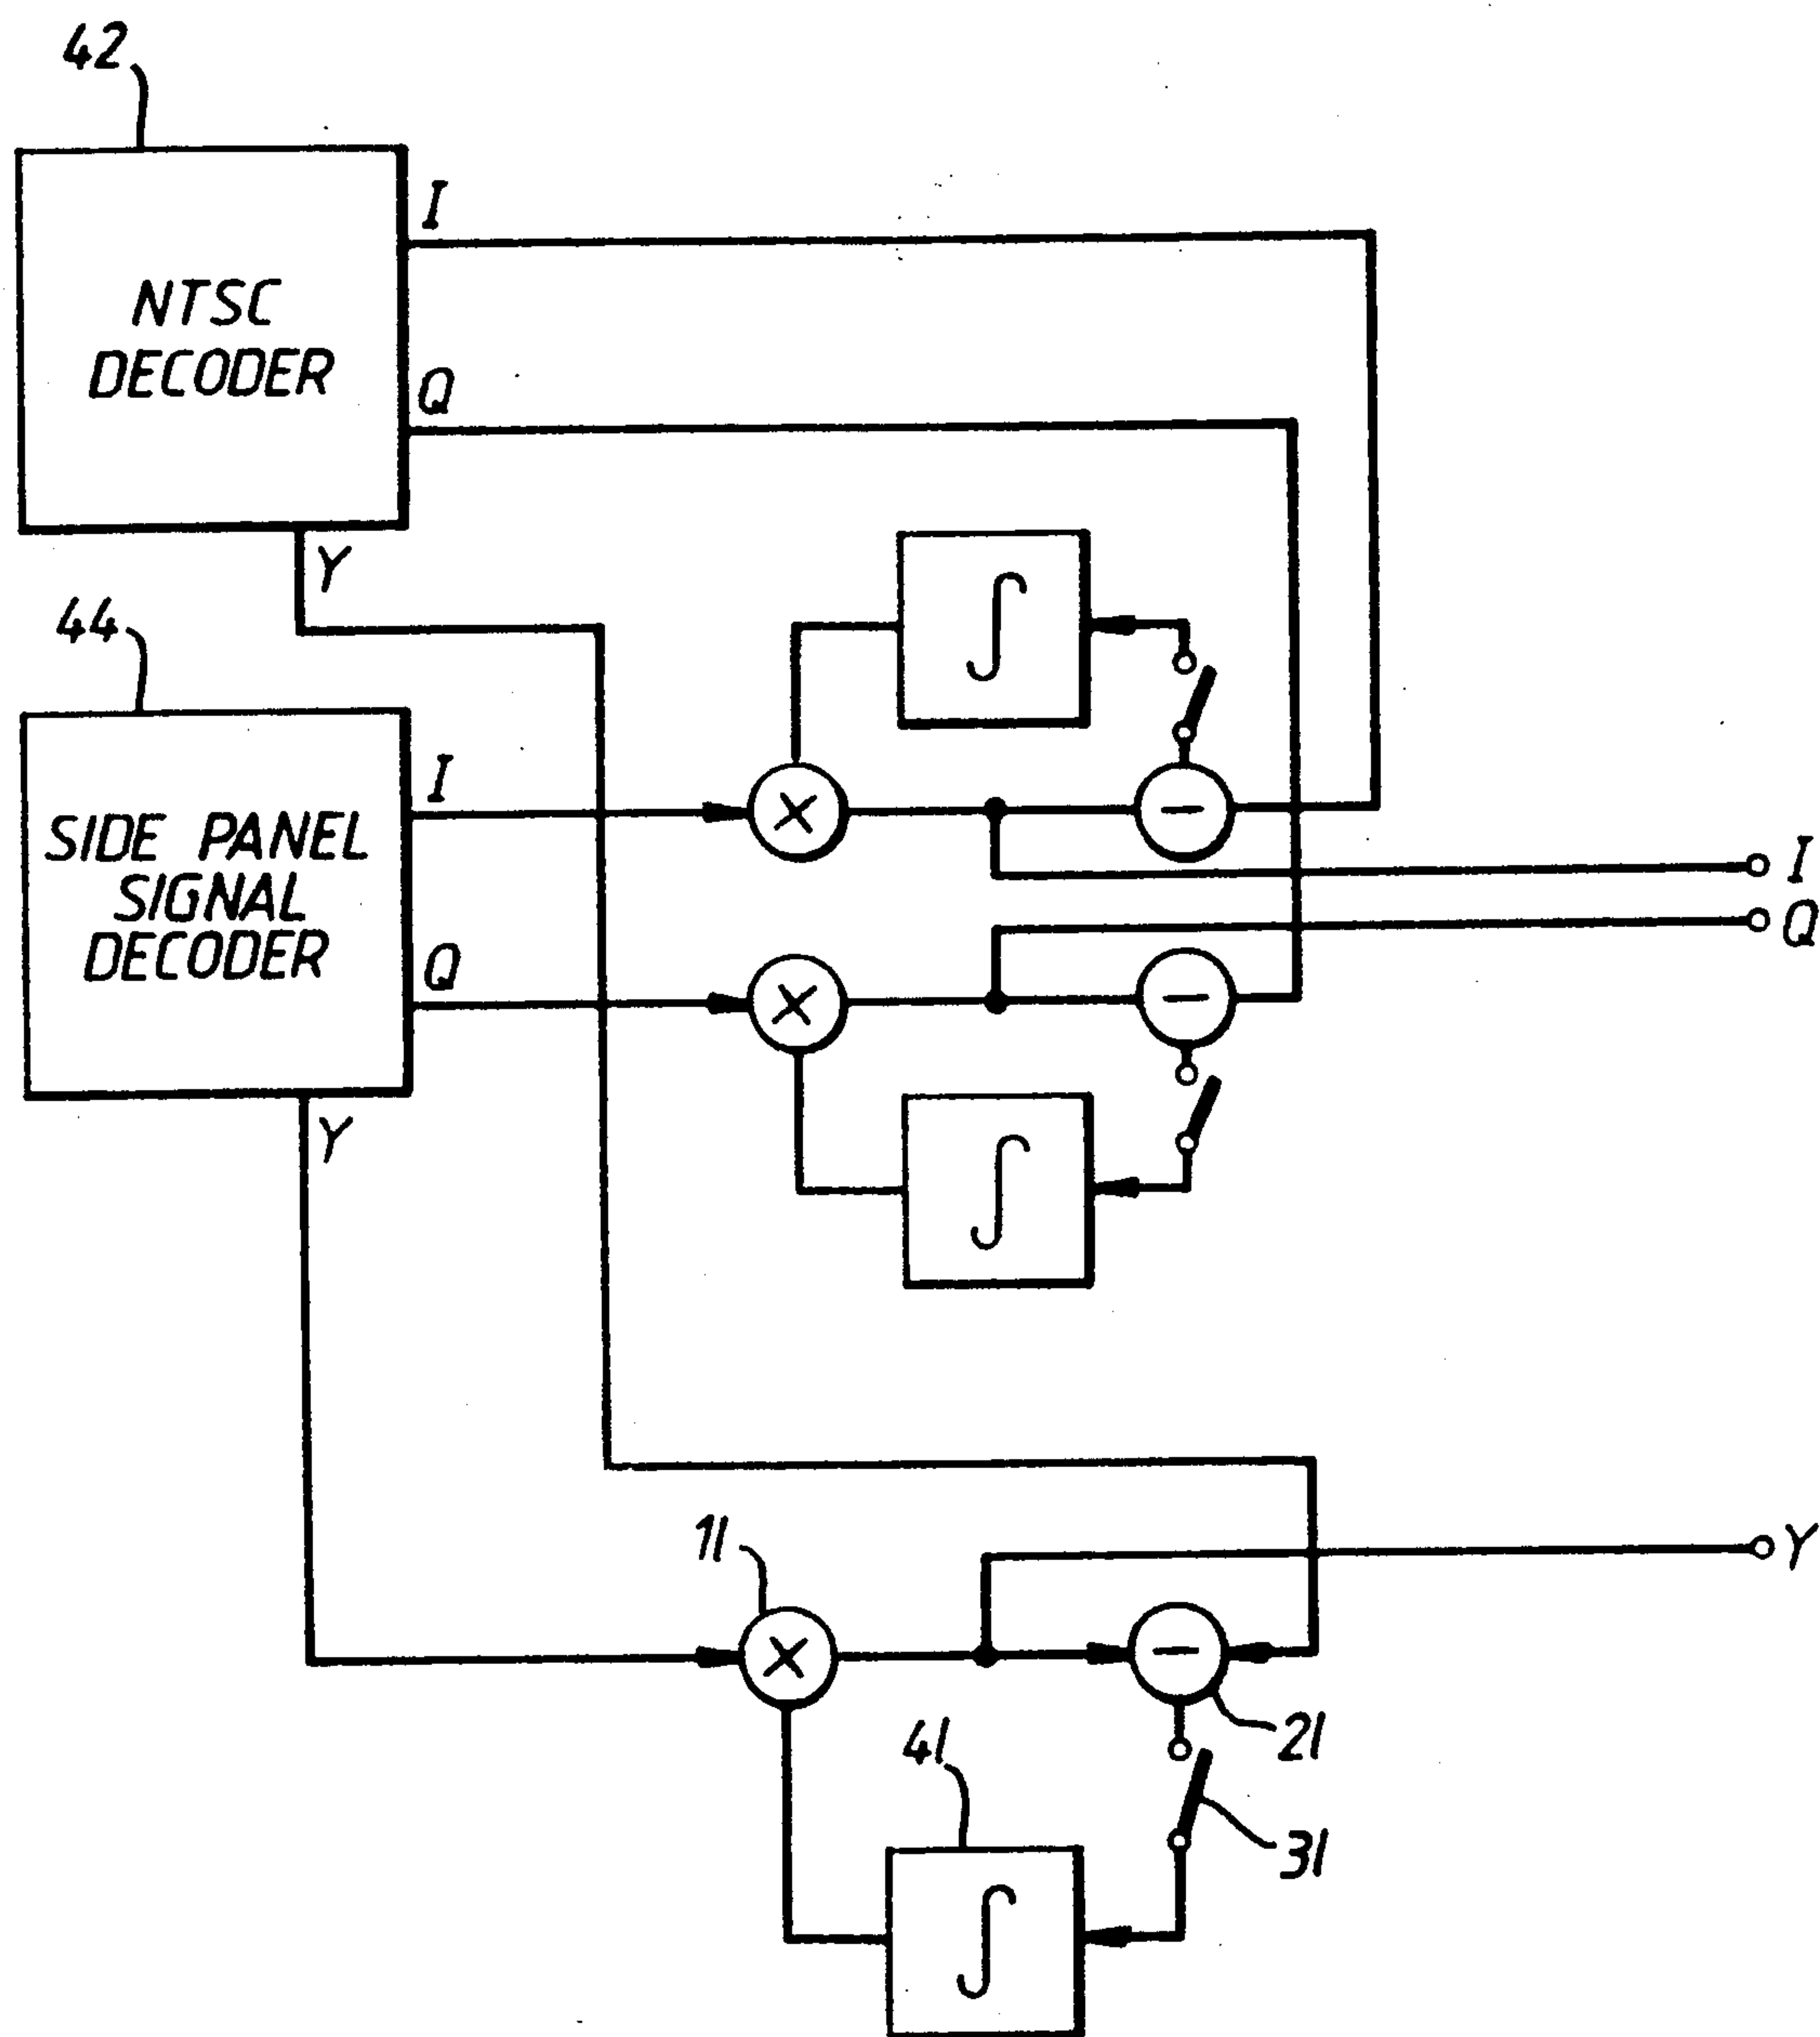 42
NTSC
DECODER
I
Q
Y
44
SIDE PANEL
SIGNAL
DECODER
I
Q
Y
∫
×
−
I
Q
×
−
∫
11
×
−
Y
21
31
41
∫